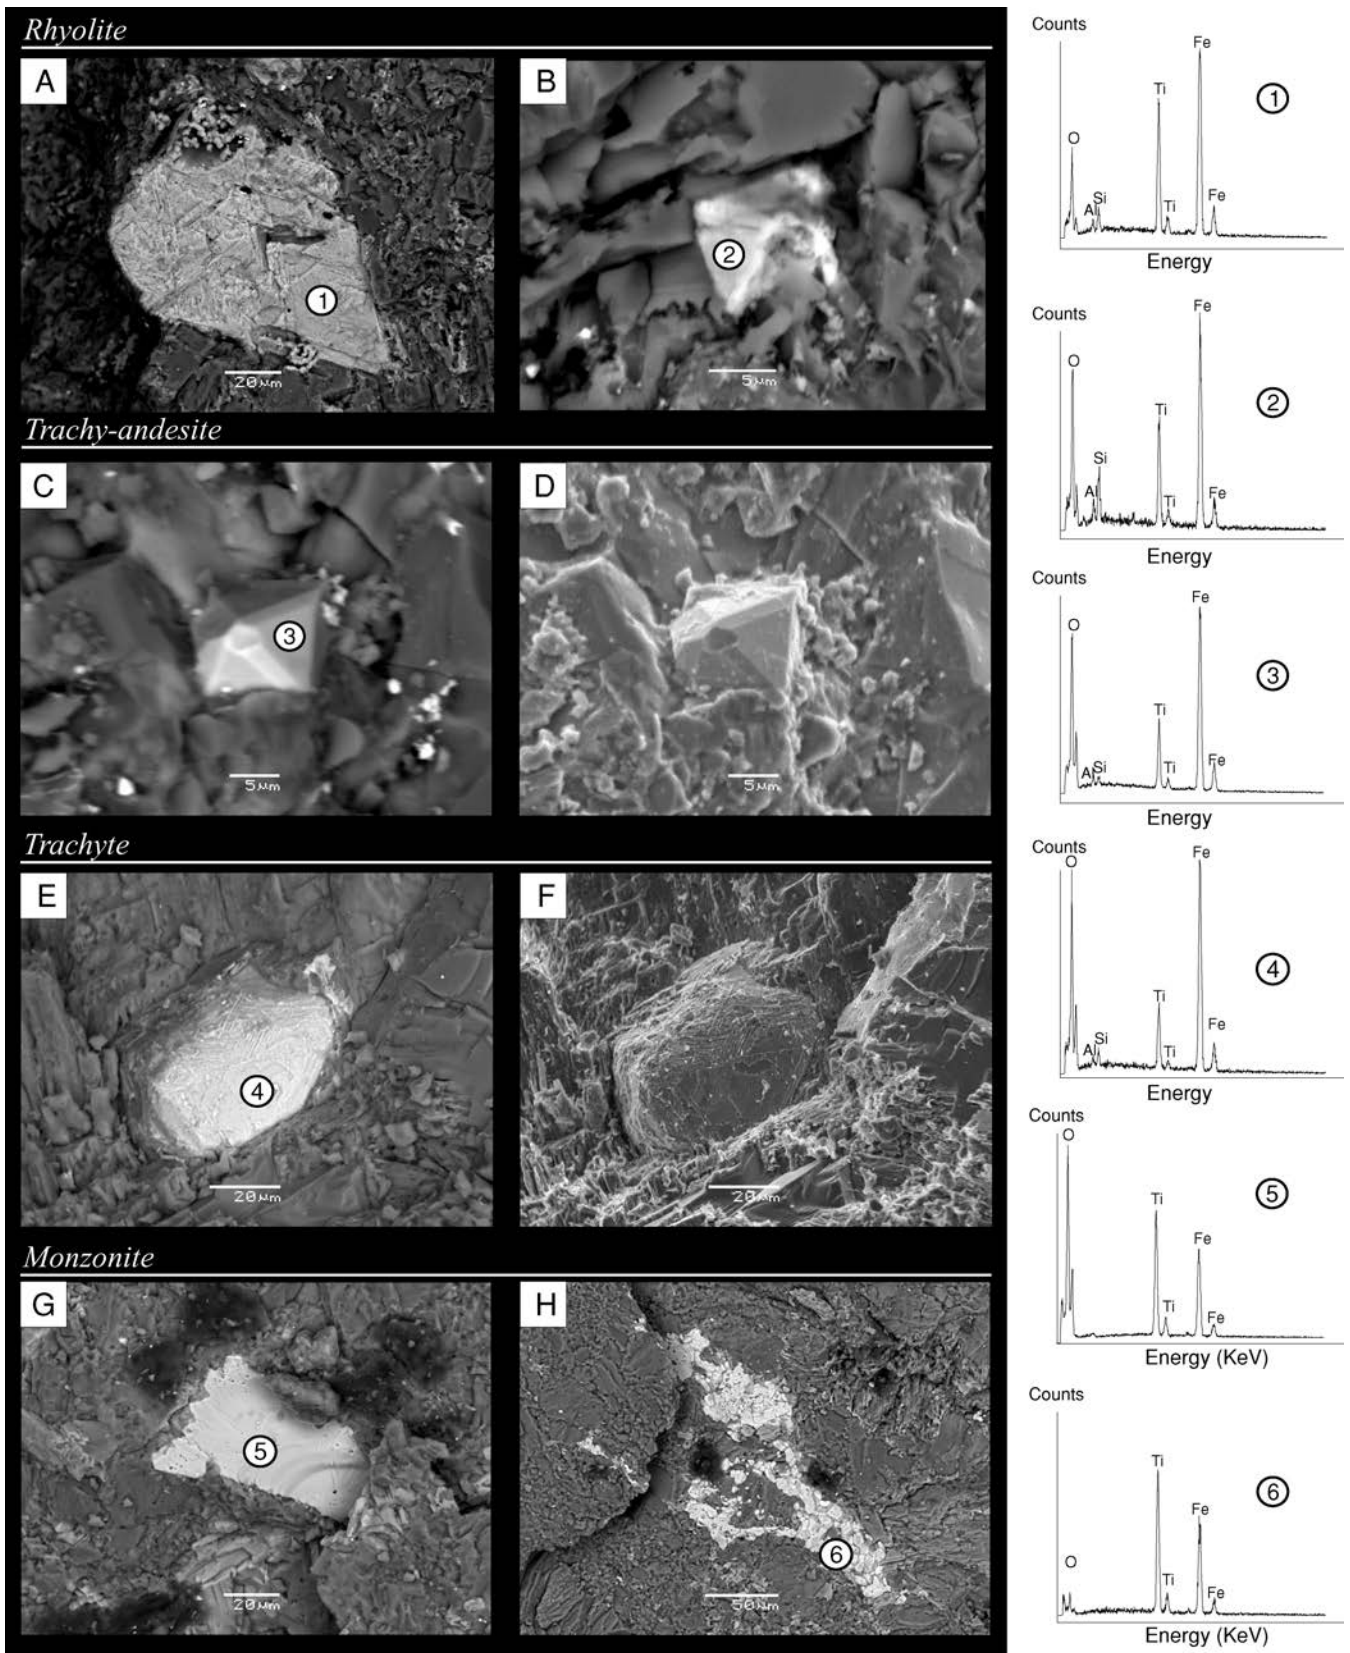 Rhyolite
A
1
20 µm
B
2
5 µm
Trachy-andesite
C
3
5 µm
D
5 µm
Trachyte
E
4
20 µm
F
20 µm
Monzonite
G
5
20 µm
H
6
50 µm
Counts
Fe
Ti
1
O
Si
Al
Ti
Fe
Energy
Counts
Fe
O
2
Ti
Si
Al
Ti
Fe
Energy
Counts
Fe
O
3
Ti
Al
Si
Ti
Fe
Energy
Counts
O
Fe
4
Ti
Si
Al
Ti
Fe
Energy
Counts
O
5
Ti
Fe
Ti
Fe
Energy (KeV)
Counts
Ti
6
Fe
O
Ti
Fe
Energy (KeV)